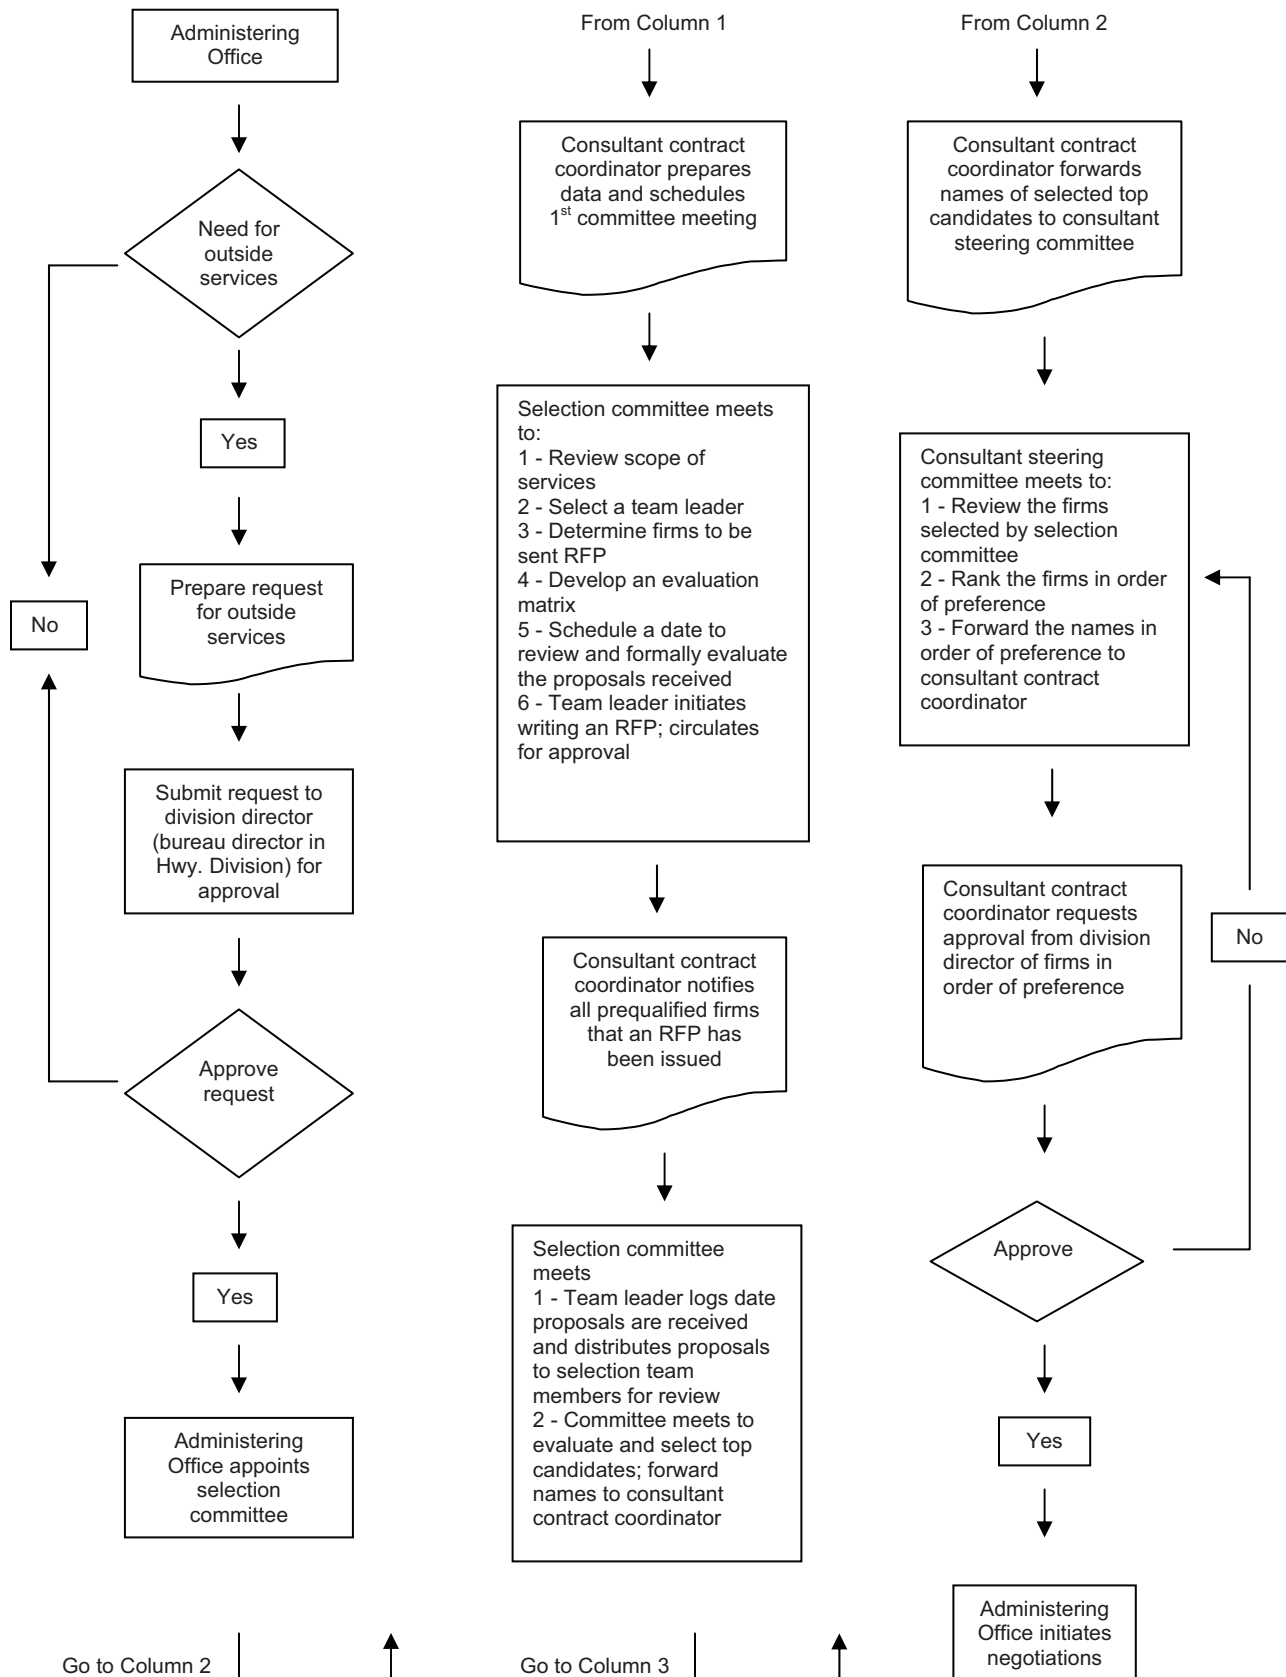 Administering
Office
Need for
outside
services
Yes
No
Prepare request
for outside
services
Submit request to
division director
(bureau director in
Hwy. Division) for
approval
Approve
request
Yes
Administering
Office appoints
selection
committee
Go to Column 2
From Column 1
Consultant contract
coordinator prepares
data and schedules
1st committee meeting
Selection committee meets
to:
1 - Review scope of
services
2 - Select a team leader
3 - Determine firms to be
sent RFP
4 - Develop an evaluation
matrix
5 - Schedule a date to
review and formally evaluate
the proposals received
6 - Team leader initiates
writing an RFP; circulates
for approval
Consultant contract
coordinator notifies
all prequalified firms
that an RFP has
been issued
Selection committee
meets
1 - Team leader logs date
proposals are received
and distributes proposals
to selection team
members for review
2 - Committee meets to
evaluate and select top
candidates; forward
names to consultant
contract coordinator
Go to Column 3
From Column 2
Consultant contract
coordinator forwards
names of selected top
candidates to consultant
steering committee
Consultant steering
committee meets to:
1 - Review the firms
selected by selection
committee
2 - Rank the firms in order
of preference
3 - Forward the names in
order of preference to
consultant contract
coordinator
Consultant contract
coordinator requests
approval from division
director of firms in
order of preference
No
Approve
Yes
Administering
Office initiates
negotiations